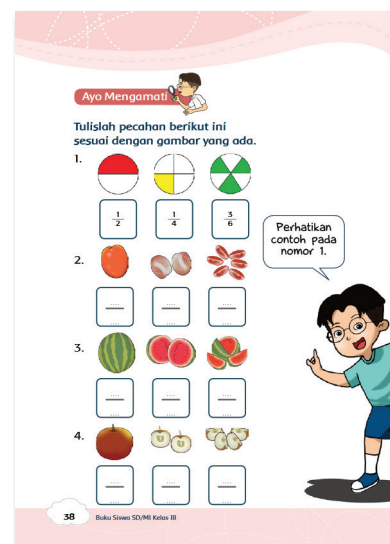 Ayo Mengamati
Tulislah pecahan berikut ini
sesuai dengan gambar yang ada.
1.
1/2 1/4 3/6
Perhatikan
contoh pada
nomor 1.
2.
.... .... ....
.... .... ....
3.
.... .... ....
.... .... ....
4.
.... .... ....
.... .... ....
38 Buku Siswa SD/MI Kelas III